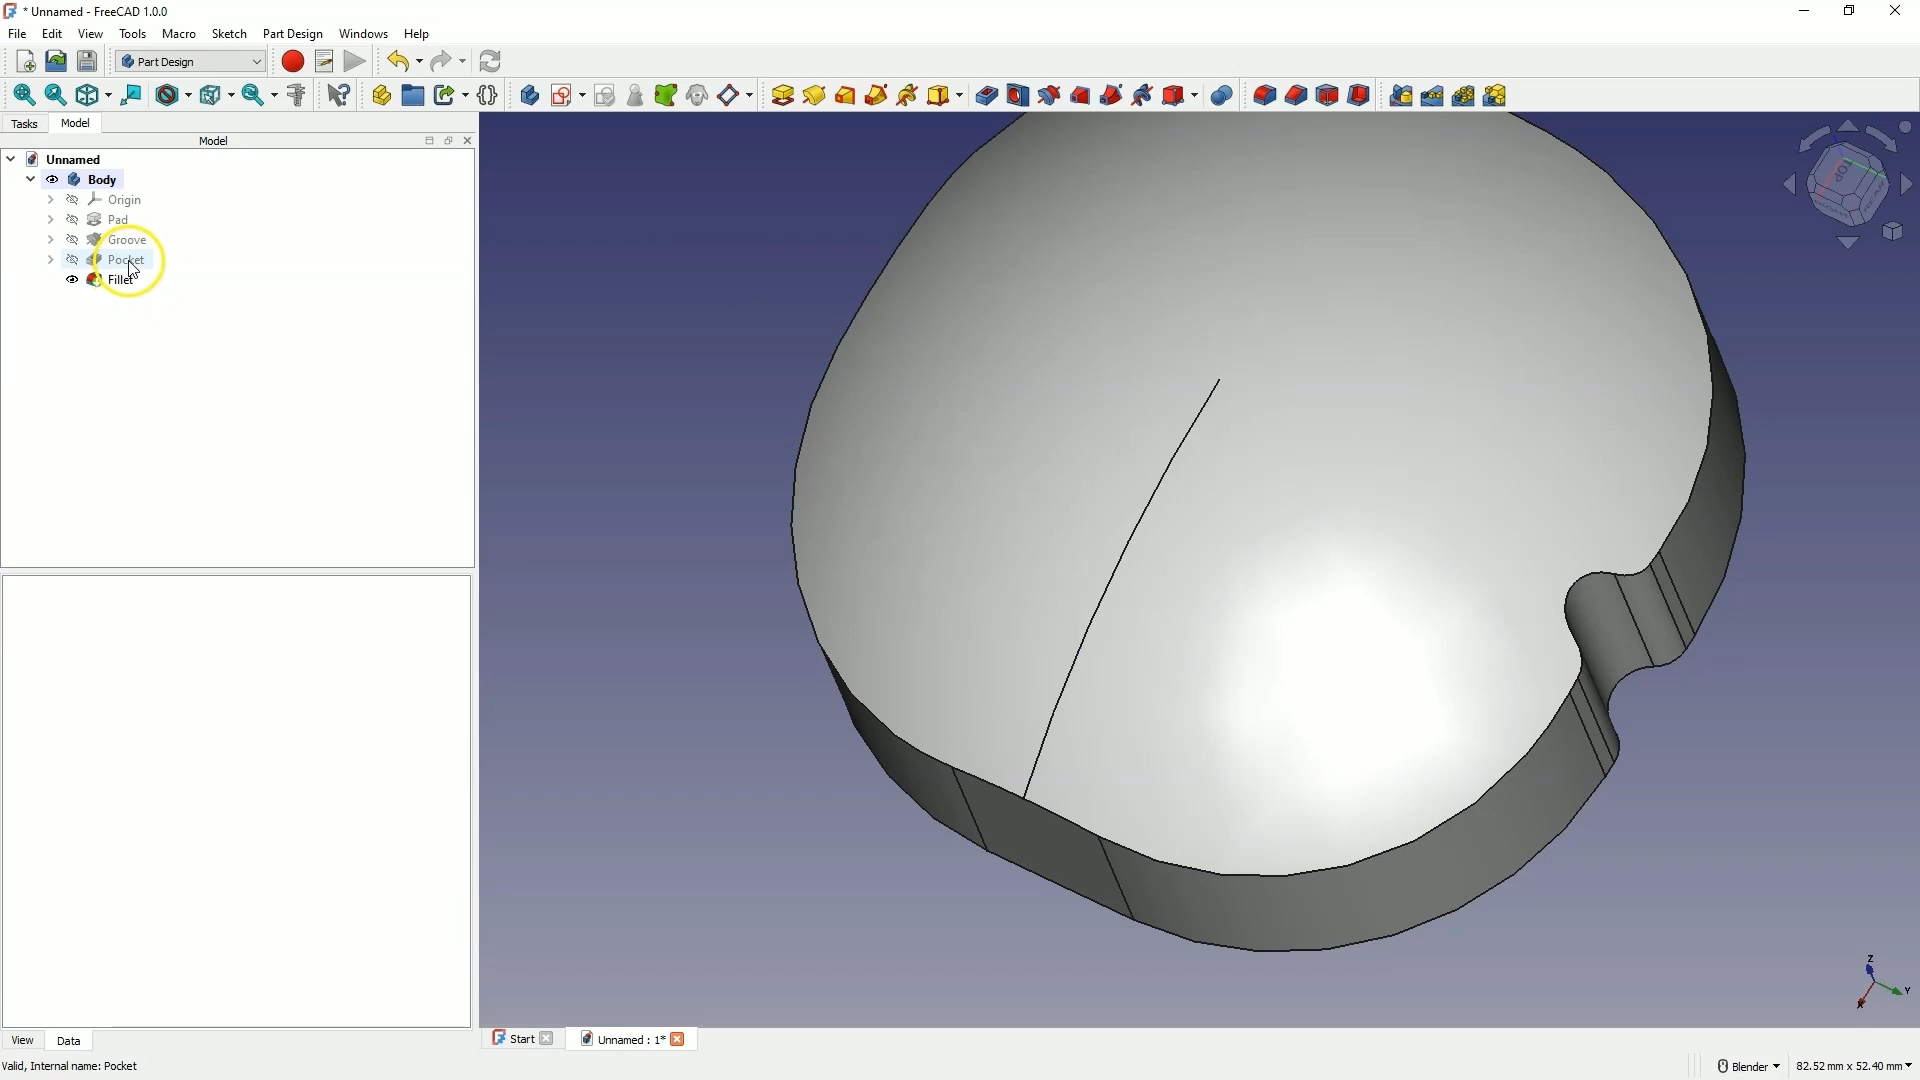 * Unnamed - FreeCAD 1.0.0
File Edit View Tools Macro Sketch Part Design Windows Help
Part Design
Tasks Model
Model
Unnamed
Body
Origin
Pad
Groove
Pocket
Fillet
TOP
Z
Y
X
View Data
Start
Unnamed : 1*
Valid, Internal name: Pocket
Blender
82.52 mm x 52.40 mm